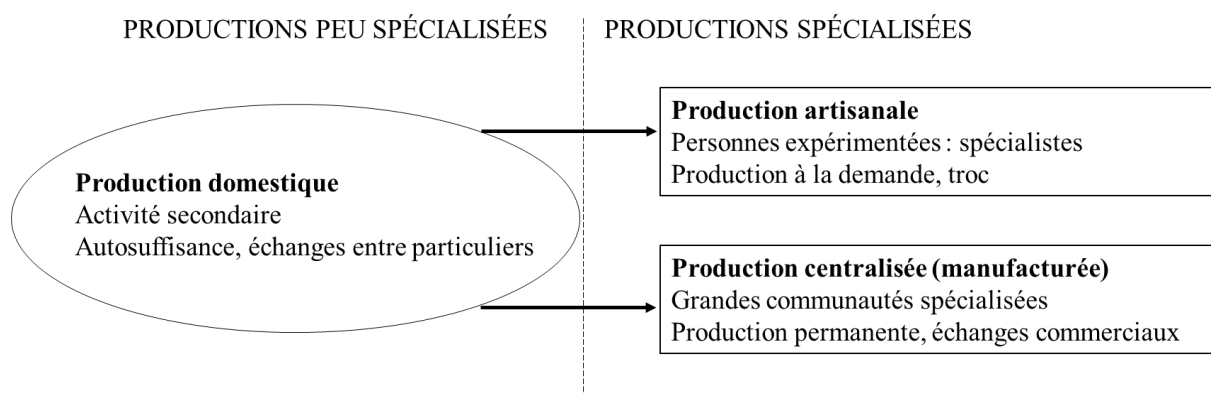 PRODUCTIONS PEU SPÉCIALISÉES
PRODUCTIONS SPÉCIALISÉES
Production domestique
Activité secondaire
Autosuffisance, échanges entre particuliers
Production artisanale
Personnes expérimentées : spécialistes
Production à la demande, troc
Production centralisée (manufacturée)
Grandes communautés spécialisées
Production permanente, échanges commerciaux